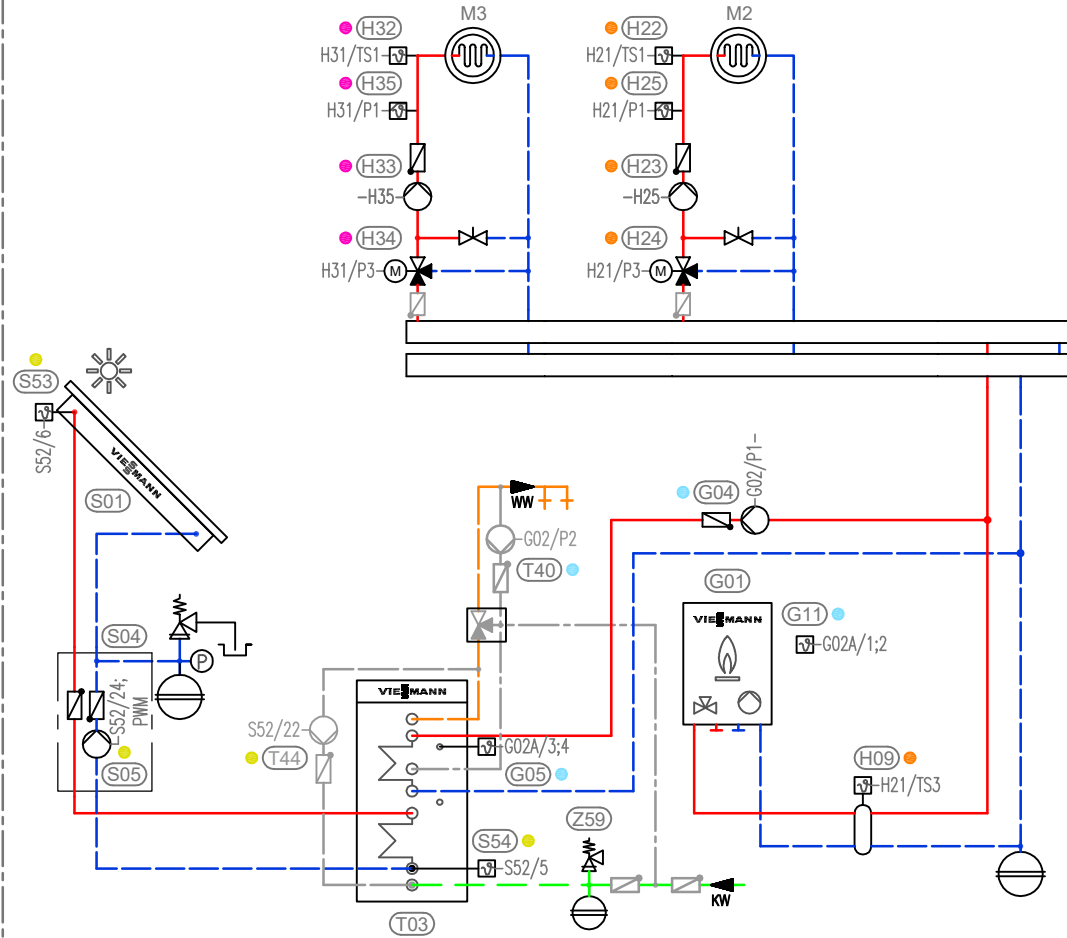 M3
M2
H32
H22
H31/TS1
H21/TS1
H35
H25
H31/P1
H21/P1
H33
H23
H35
H25
H34
H24
H31/P3
M
H21/P3
M
S53
S52/6
VIESSMANN
S01
G04
G02/P1
WW
G02/P2
T40
G01
VIESMANN
G11
G02A/1;2
S04
P
S52/24;
PWM
S05
VIESMANN
S52/22
T44
G02A/3;4
G05
H09
H21/TS3
Z59
S54
S52/5
KW
T03